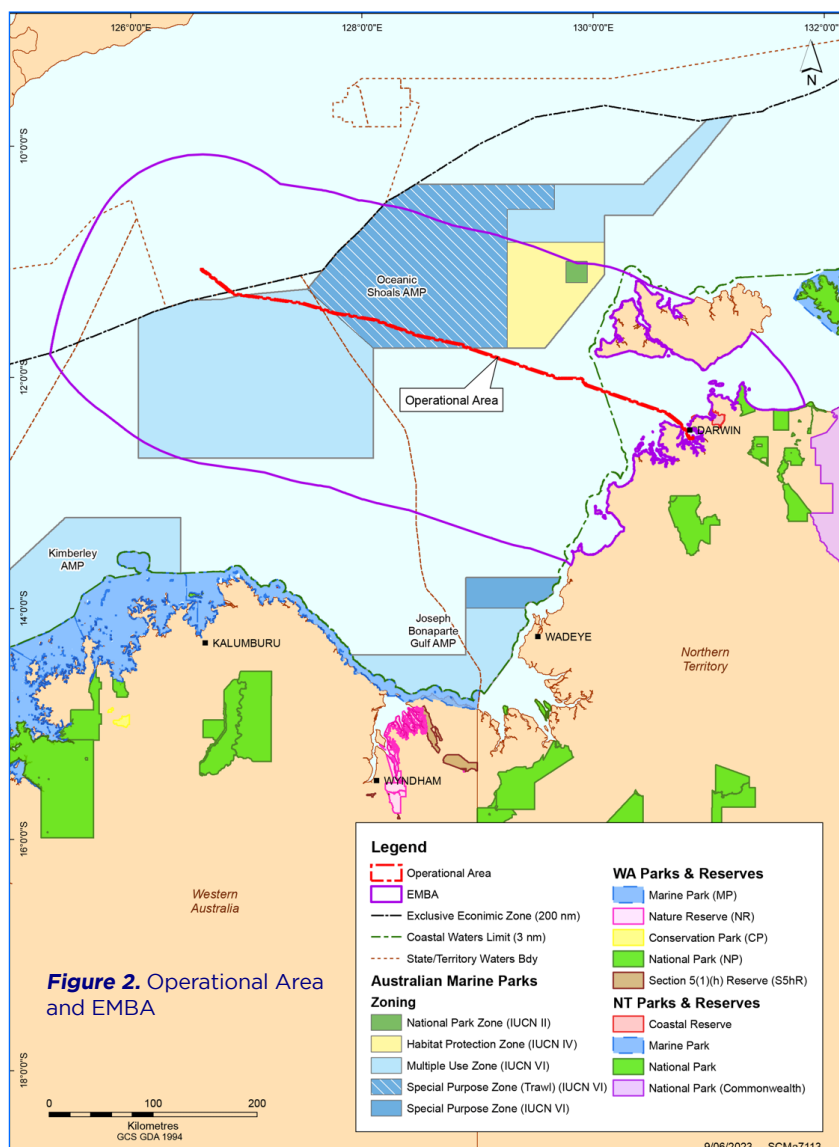 126°0'0"E
128°0'0"E
130°0'0"E
132°0'0"E
N
10°0'0"S
12°0'0"S
14°0'0"S
16°0'0"S
18°0'0"S
Oceanic
Shoals AMP
Operational Area
DARWIN
Kimberley
AMP
KALUMBURU
Joseph
Bonaparte
Gulf AMP
WADEYE
Northern
Territory
WYNDHAM
Western
Australia
Figure 2. Operational Area
and EMBA
0 100 200
Kilometres
GCS GDA 1994
Legend
Operational Area
EMBA
Exclusive Econimic Zone (200 nm)
Coastal Waters Limit (3 nm)
State/Territory Waters Bdy
Australian Marine Parks
Zoning
National Park Zone (IUCN II)
Habitat Protection Zone (IUCN IV)
Multiple Use Zone (IUCN VI)
Special Purpose Zone (Trawl) (IUCN VI)
Special Purpose Zone (IUCN VI)
WA Parks & Reserves
Marine Park (MP)
Nature Reserve (NR)
Conservation Park (CP)
National Park (NP)
Section 5(1)(h) Reserve (S5hR)
NT Parks & Reserves
Coastal Reserve
Marine Park
National Park
National Park (Commonwealth)
9/06/2023 SCMa7113